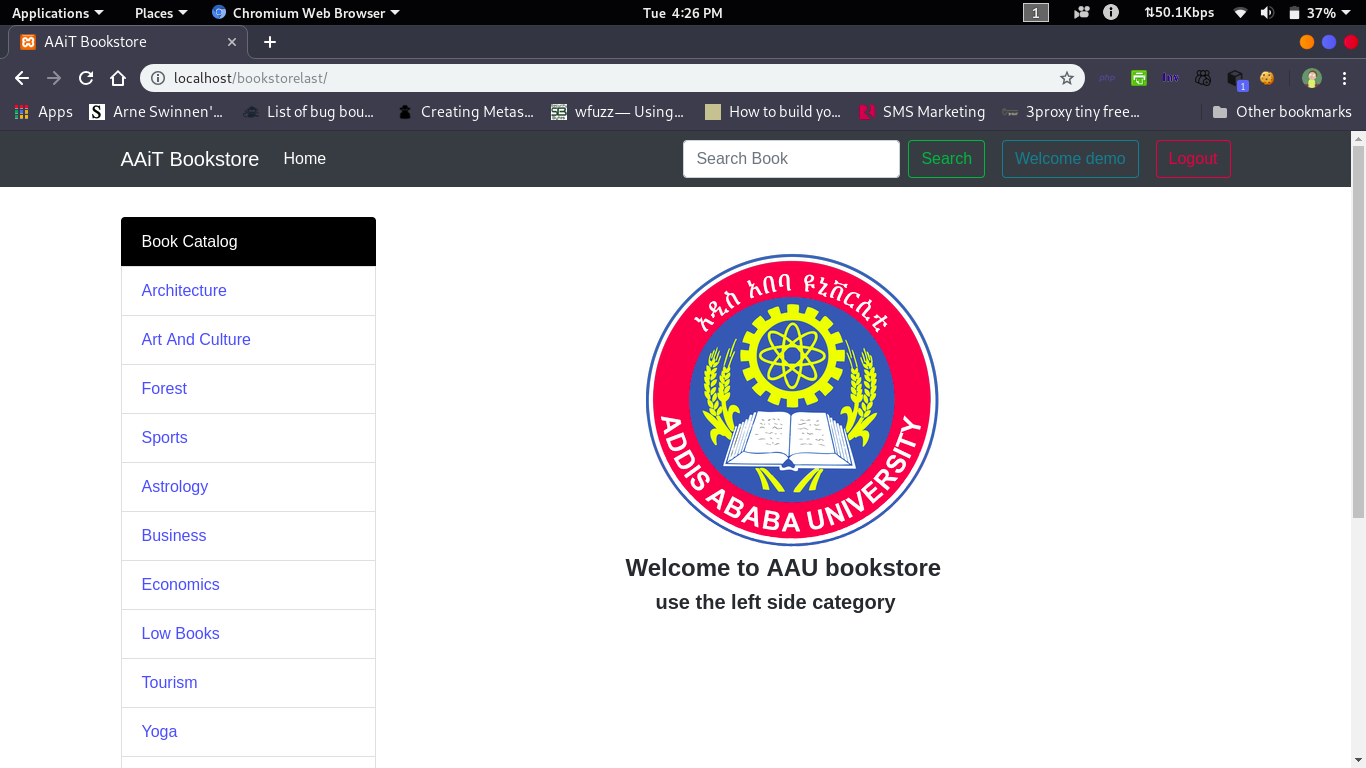 Applications Places Chromium Web Browser Tue 4:26 PM 1 50.1Kbps 37%
AAiT Bookstore
localhost/bookstorelast/
php 1
Apps Arne Swinnen'... List of bug bou... Creating Metas... wfuzz— Using... How to build yo... SMS Marketing 3proxy tiny free... Other bookmarks
AAiT Bookstore Home Search Book Search Welcome demo Logout
Book Catalog
Architecture
Art And Culture
Forest
Sports
Astrology
Business
Economics
Low Books
Tourism
Yoga
አዲስ አበባ ዩኒቨርሲቲ
ADDIS ABABA UNIVERSITY
Welcome to AAU bookstore
use the left side category